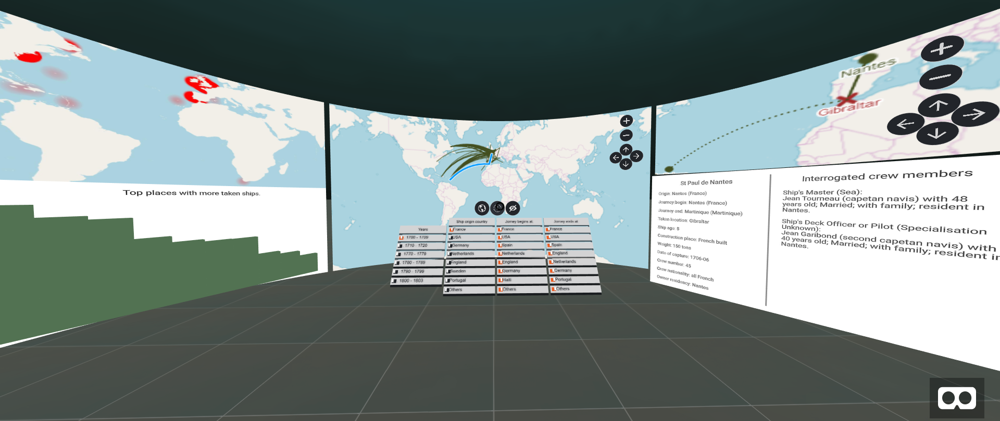 Top places with more taken ships.
Years
1700 - 1709
1710 - 1720
1770 - 1779
1780 - 1789
1790 - 1799
1800 - 1803
Ship origin country
France
USA
Germany
Netherlands
England
Sweden
Portugal
Others
Jorney begins at:
France
USA
Spain
Netherlands
England
Germany
Haiti
Others
Jorney ends at
France
USA
Spain
England
Netherlands
Germany
Portugal
Others
Nantes
Gibraltar
St Paul de Nantes
Origin: Nantes (France)
Journey begin: Nantes (France)
Journey end: Martinique (Martinique)
Taken location: Gibraltar
Ship age: 5
Construction place: French built
Weight: 150 tons
Date of capture: 1706-06
Crew number: 45
Crew nationality: all French
Owner residency: Nantes
Interrogated crew members
Ship's Master (Sea):
Jean Tourneau (capetan navis) with 48
years old; Married; with family; resident in
Nantes.
Ship's Deck Officer or Pilot (Specialisation
Unknown):
Jean Garibond (second capetan navis) with
40 years old; Married; with family; resident in
Nantes.